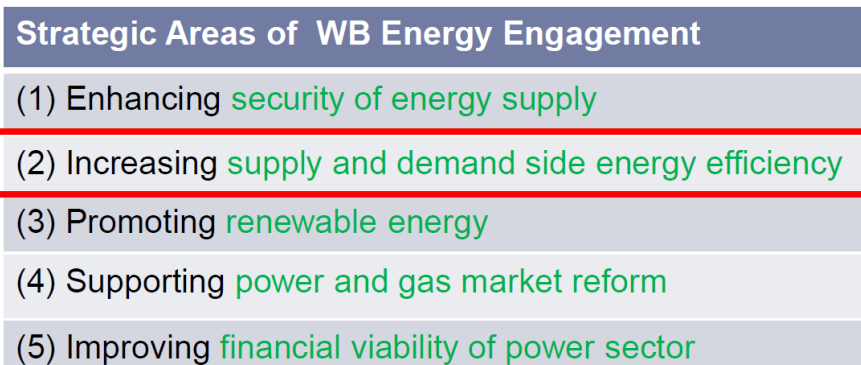 Strategic Areas of WB Energy Engagement
(1) Enhancing security of energy supply
(2) Increasing supply and demand side energy efficiency
(3) Promoting renewable energy
(4) Supporting power and gas market reform
(5) Improving financial viability of power sector